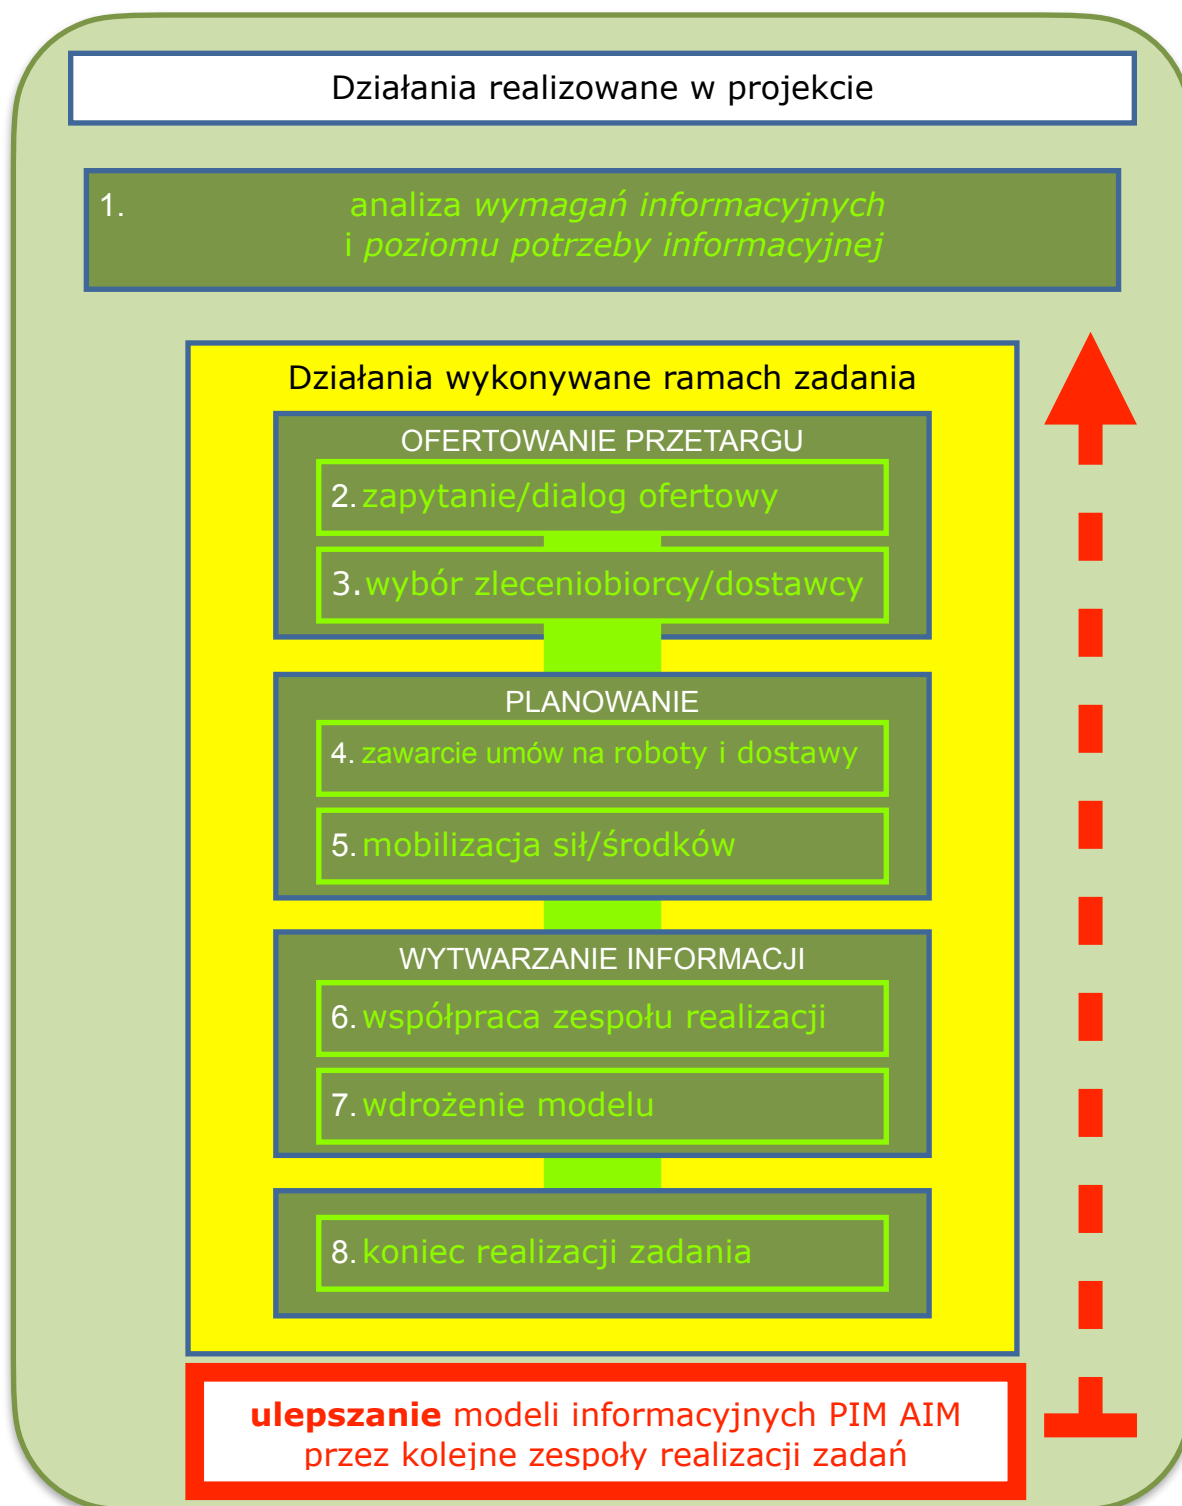 Działania realizowane w projekcie
1. analiza wymagań informacyjnych
i poziomu potrzeby informacyjnej
Działania wykonywane ramach zadania
OFERTOWANIE PRZETARGU
2. zapytanie/dialog ofertowy
3. wybór zleceniobiorcy/dostawcy
PLANOWANIE
4. zawarcie umów na roboty i dostawy
5. mobilizacja sił/środków
WYTWARZANIE INFORMACJI
6. współpraca zespołu realizacji
7. wdrożenie modelu
8. koniec realizacji zadania
ulepszanie modeli informacyjnych PIM AIM
przez kolejne zespoły realizacji zadań